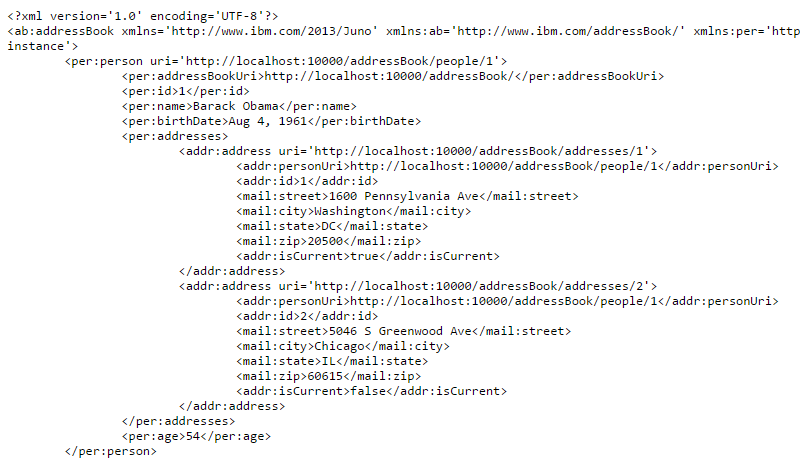 <?xml version='1.0' encoding='UTF-8'?>
<ab:addressBook xmlns='http://www.ibm.com/2013/Juno' xmlns:ab='http://www.ibm.com/addressBook/' xmlns:per='http
instance'>
<per:person uri='http://localhost:10000/addressBook/people/1'>
<per:addressBookUri>http://localhost:10000/addressBook/</per:addressBookUri>
<per:id>1</per:id>
<per:name>Barack Obama</per:name>
<per:birthDate>Aug 4, 1961</per:birthDate>
<per:addresses>
<addr:address uri='http://localhost:10000/addressBook/addresses/1'>
<addr:personUri>http://localhost:10000/addressBook/people/1</addr:personUri>
<addr:id>1</addr:id>
<mail:street>1600 Pennsylvania Ave</mail:street>
<mail:city>Washington</mail:city>
<mail:state>DC</mail:state>
<mail:zip>20500</mail:zip>
<addr:isCurrent>true</addr:isCurrent>
</addr:address>
<addr:address uri='http://localhost:10000/addressBook/addresses/2'>
<addr:personUri>http://localhost:10000/addressBook/people/1</addr:personUri>
<addr:id>2</addr:id>
<mail:street>5046 S Greenwood Ave</mail:street>
<mail:city>Chicago</mail:city>
<mail:state>IL</mail:state>
<mail:zip>60615</mail:zip>
<addr:isCurrent>false</addr:isCurrent>
</addr:address>
</per:addresses>
<per:age>54</per:age>
</per:person>